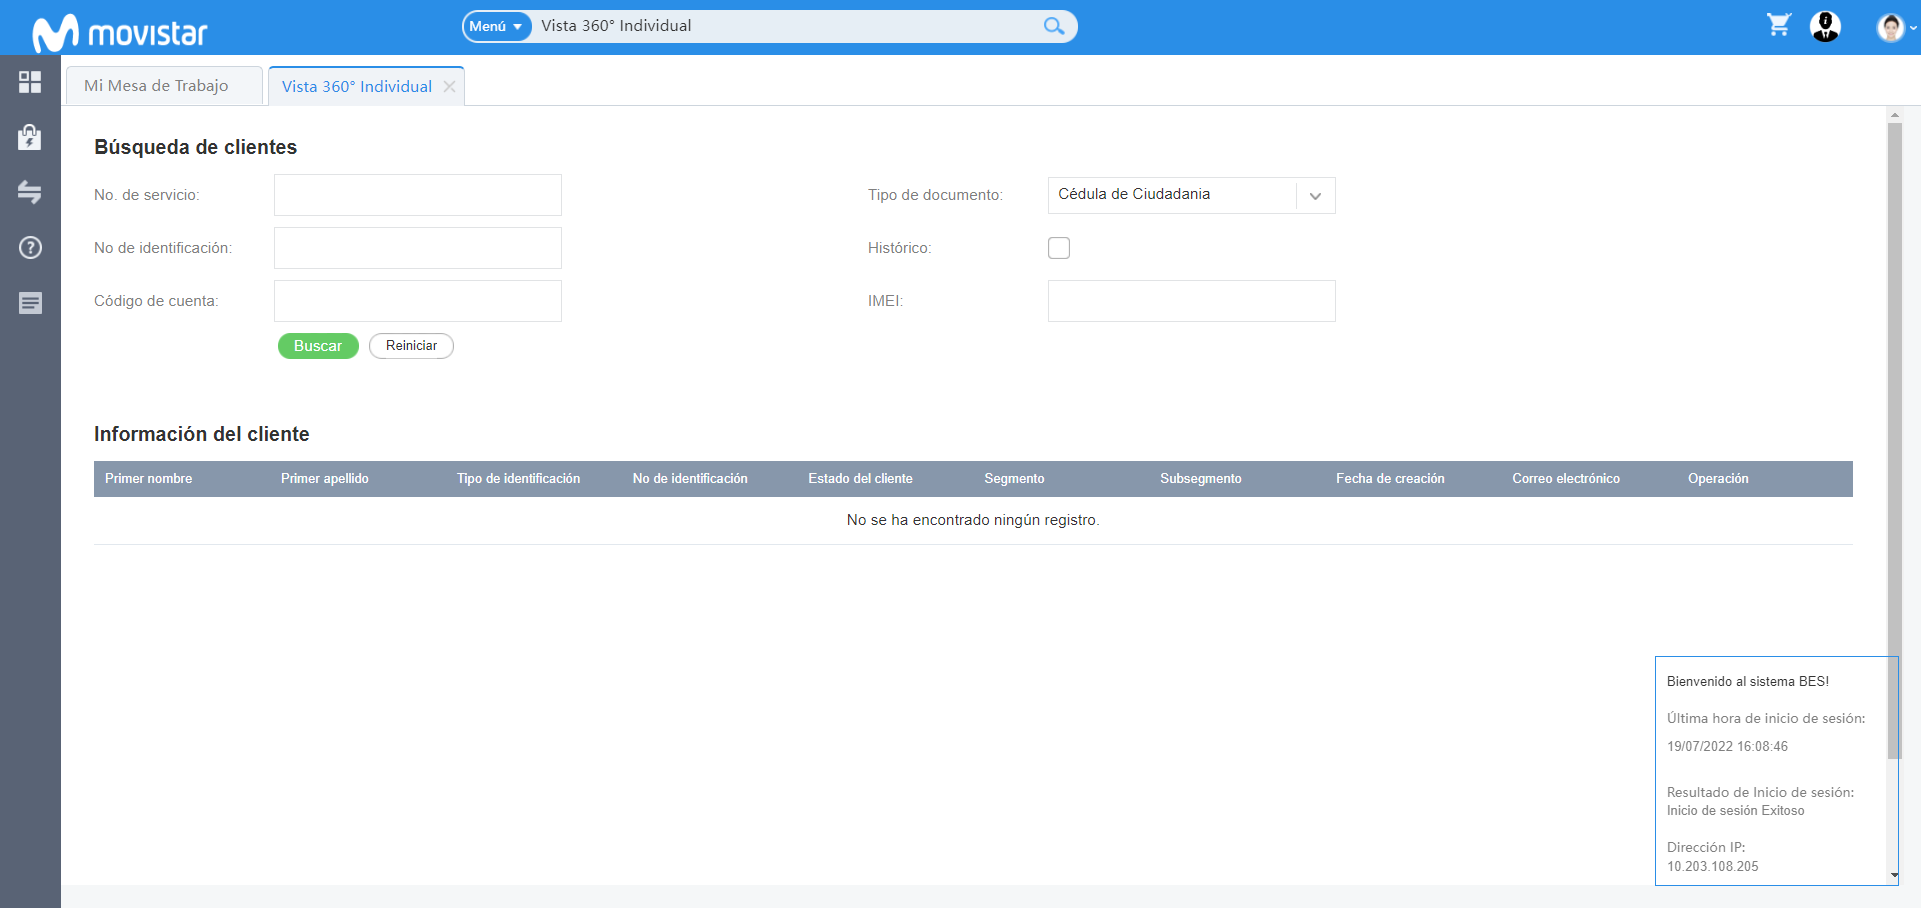 movistar
Menú
Vista 360° Individual
Mi Mesa de Trabajo
Vista 360° Individual
Búsqueda de clientes
No. de servicio:
Tipo de documento:
Cédula de Ciudadania
No de identificación:
Histórico:
Código de cuenta:
IMEI:
Buscar
Reiniciar
Información del cliente
Primer nombre Primer apellido Tipo de identificación No de identificación Estado del cliente Segmento Subsegmento Fecha de creación Correo electrónico Operación
No se ha encontrado ningún registro.
Bienvenido al sistema BES!
Última hora de inicio de sesión:
19/07/2022 16:08:46
Resultado de Inicio de sesión:
Inicio de sesión Exitoso
Dirección IP:
10.203.108.205